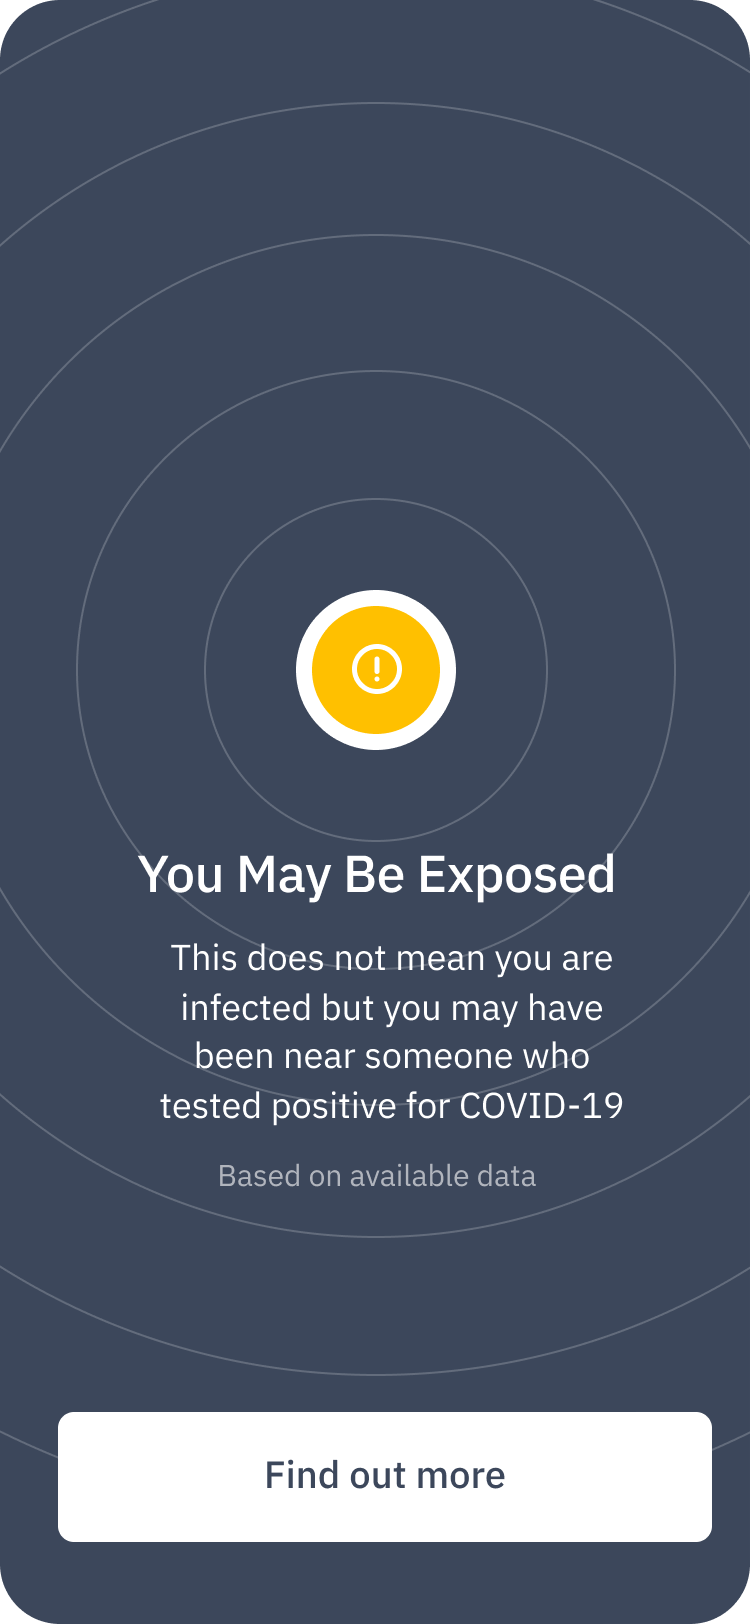 You May Be Exposed
This does not mean you are
infected but you may have
been near someone who
tested positive for COVID-19
Based on available data
Find out more